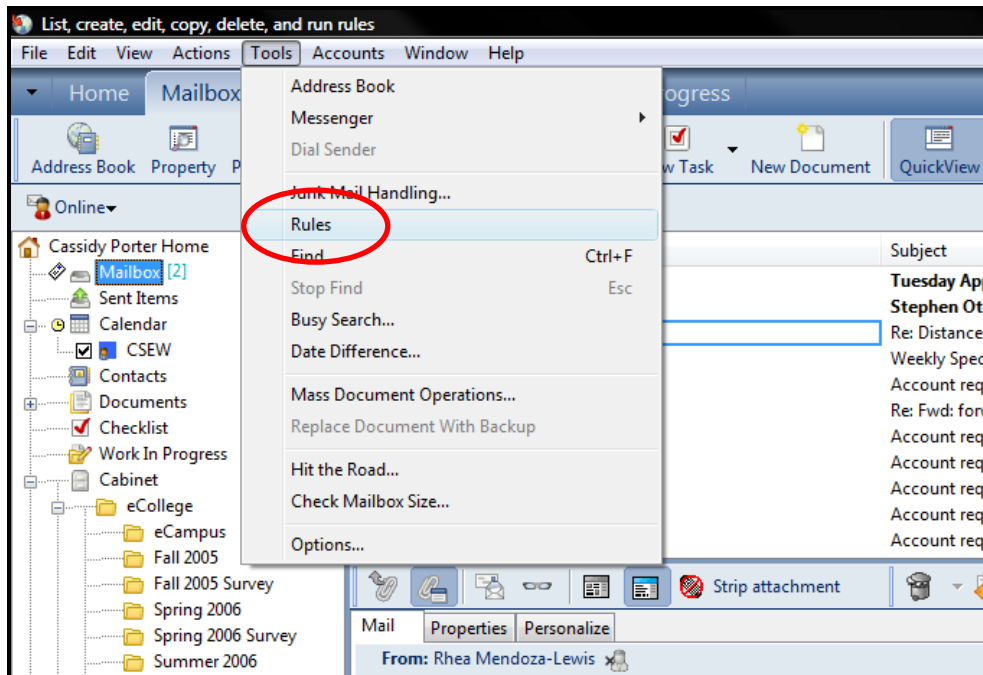 List, create, edit, copy, delete, and run rules
File Edit View Actions Tools Accounts Window Help
Home Mailbox ogress
Address Book Property P w Task New Document QuickView
Online
Address Book
Messenger
Dial Sender
Junk Mail Handling...
Rules
Find Ctrl+F
Stop Find Esc
Busy Search...
Date Difference...
Mass Document Operations...
Replace Document With Backup
Hit the Road...
Check Mailbox Size...
Options...
Cassidy Porter Home
Mailbox [2]
Sent Items
Calendar
CSEW
Contacts
Documents
Checklist
Work In Progress
Cabinet
eCollege
eCampus
Fall 2005
Fall 2005 Survey
Spring 2006
Spring 2006 Survey
Summer 2006
Subject
Tuesday Ap
Stephen Ot
Re: Distance
Weekly Spec
Account req
Re: Fwd: for
Account req
Account req
Account req
Account req
Account req
Strip attachment
Mail Properties Personalize
From: Rhea Mendoza-Lewis